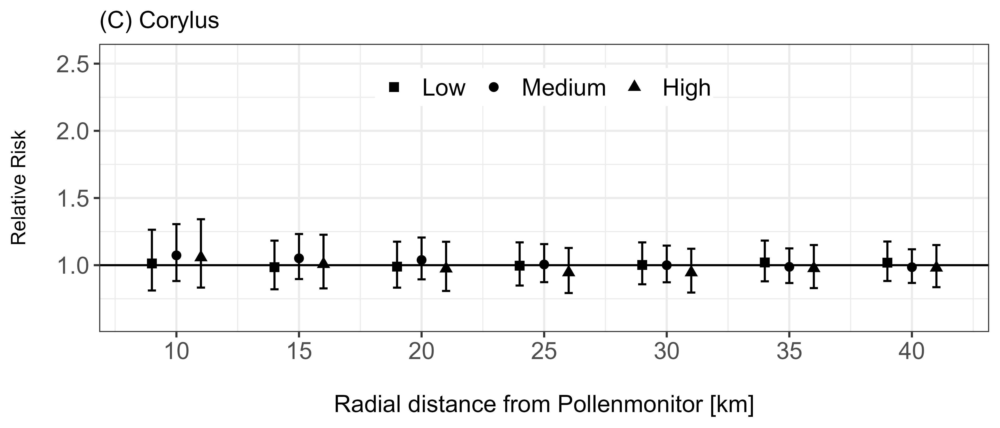 (C) Corylus
2.5
Low Medium High
2.0
Relative Risk
1.5
1.0
10 15 20 25 30 35 40
Radial distance from Pollenmonitor [km]